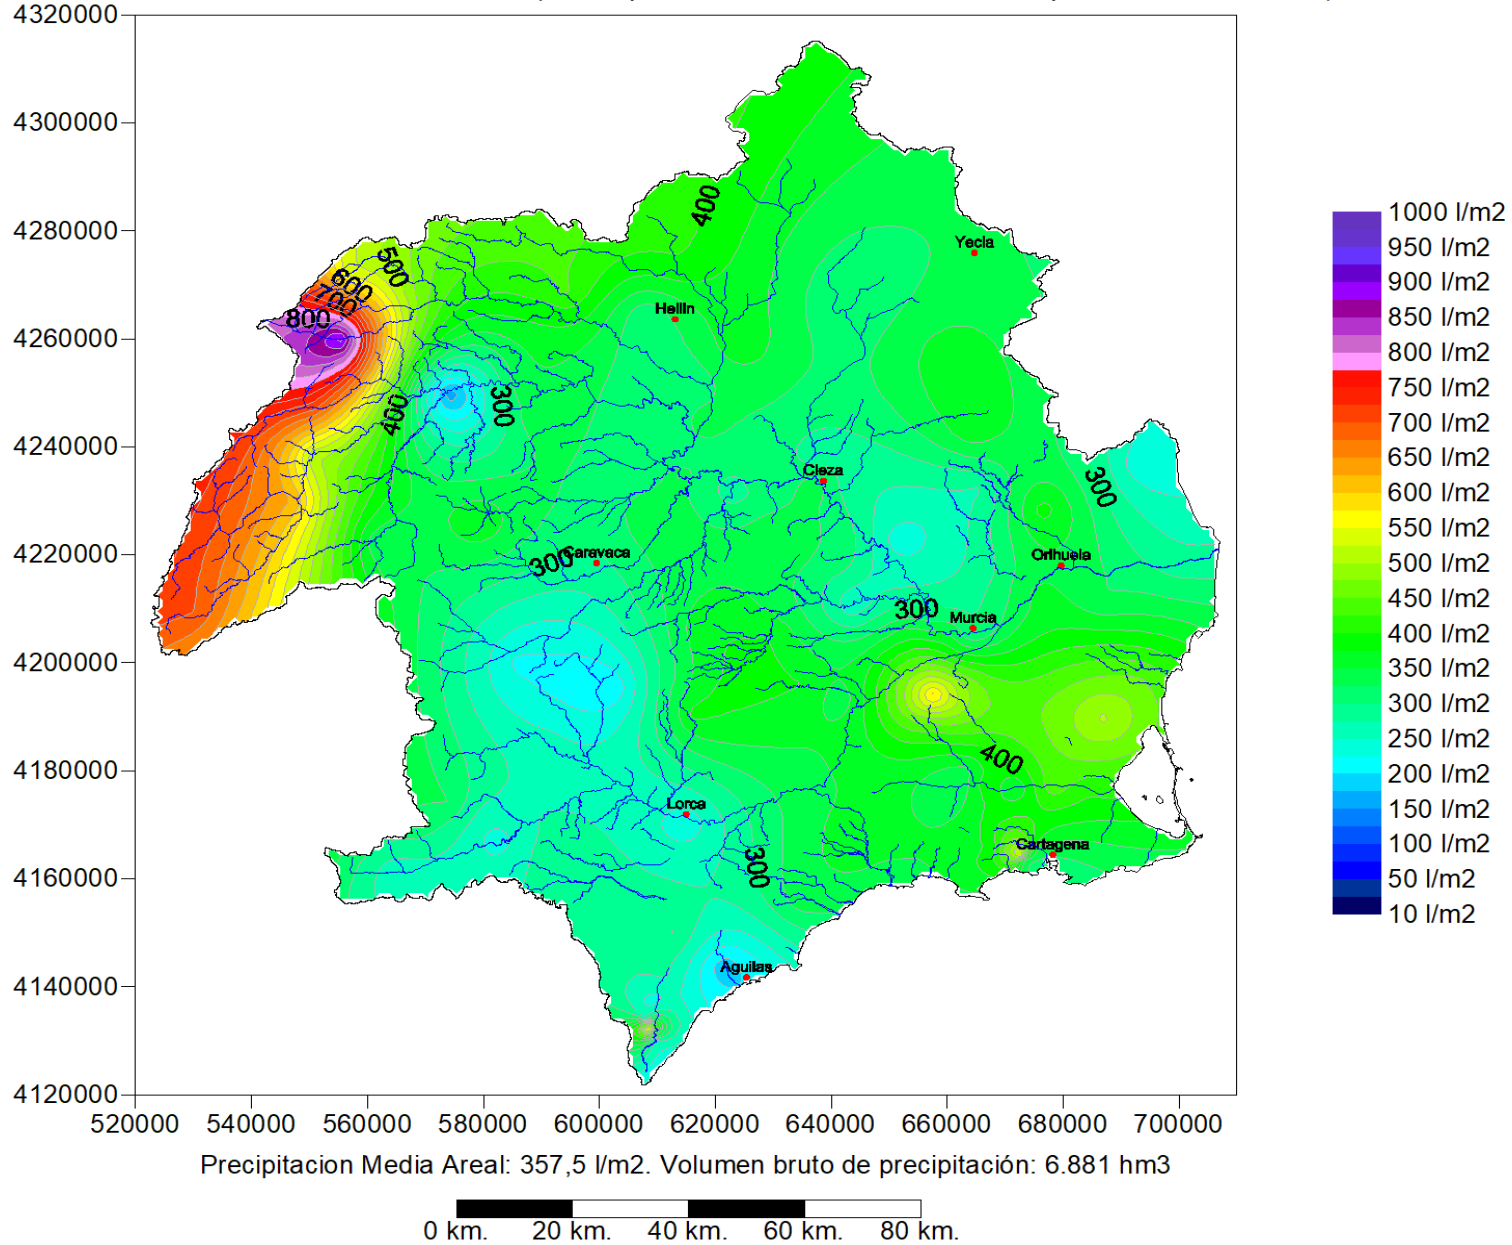 4320000
4300000
4280000
4260000
4240000
4220000
4200000
4180000
4160000
4140000
4120000
520000 540000 560000 580000 600000 620000 640000 660000 680000 700000
400
500
600
700
800
400
300
300
300
300
400
300
Yecla
Hellin
Cieza
Caravaca
Orihuela
Murcia
Lorca
Cartagena
Aguilas
1000 l/m2
950 l/m2
900 l/m2
850 l/m2
800 l/m2
750 l/m2
700 l/m2
650 l/m2
600 l/m2
550 l/m2
500 l/m2
450 l/m2
400 l/m2
350 l/m2
300 l/m2
250 l/m2
200 l/m2
150 l/m2
100 l/m2
50 l/m2
10 l/m2
Precipitacion Media Areal: 357,5 l/m2. Volumen bruto de precipitación: 6.881 hm3
0 km. 20 km. 40 km. 60 km. 80 km.